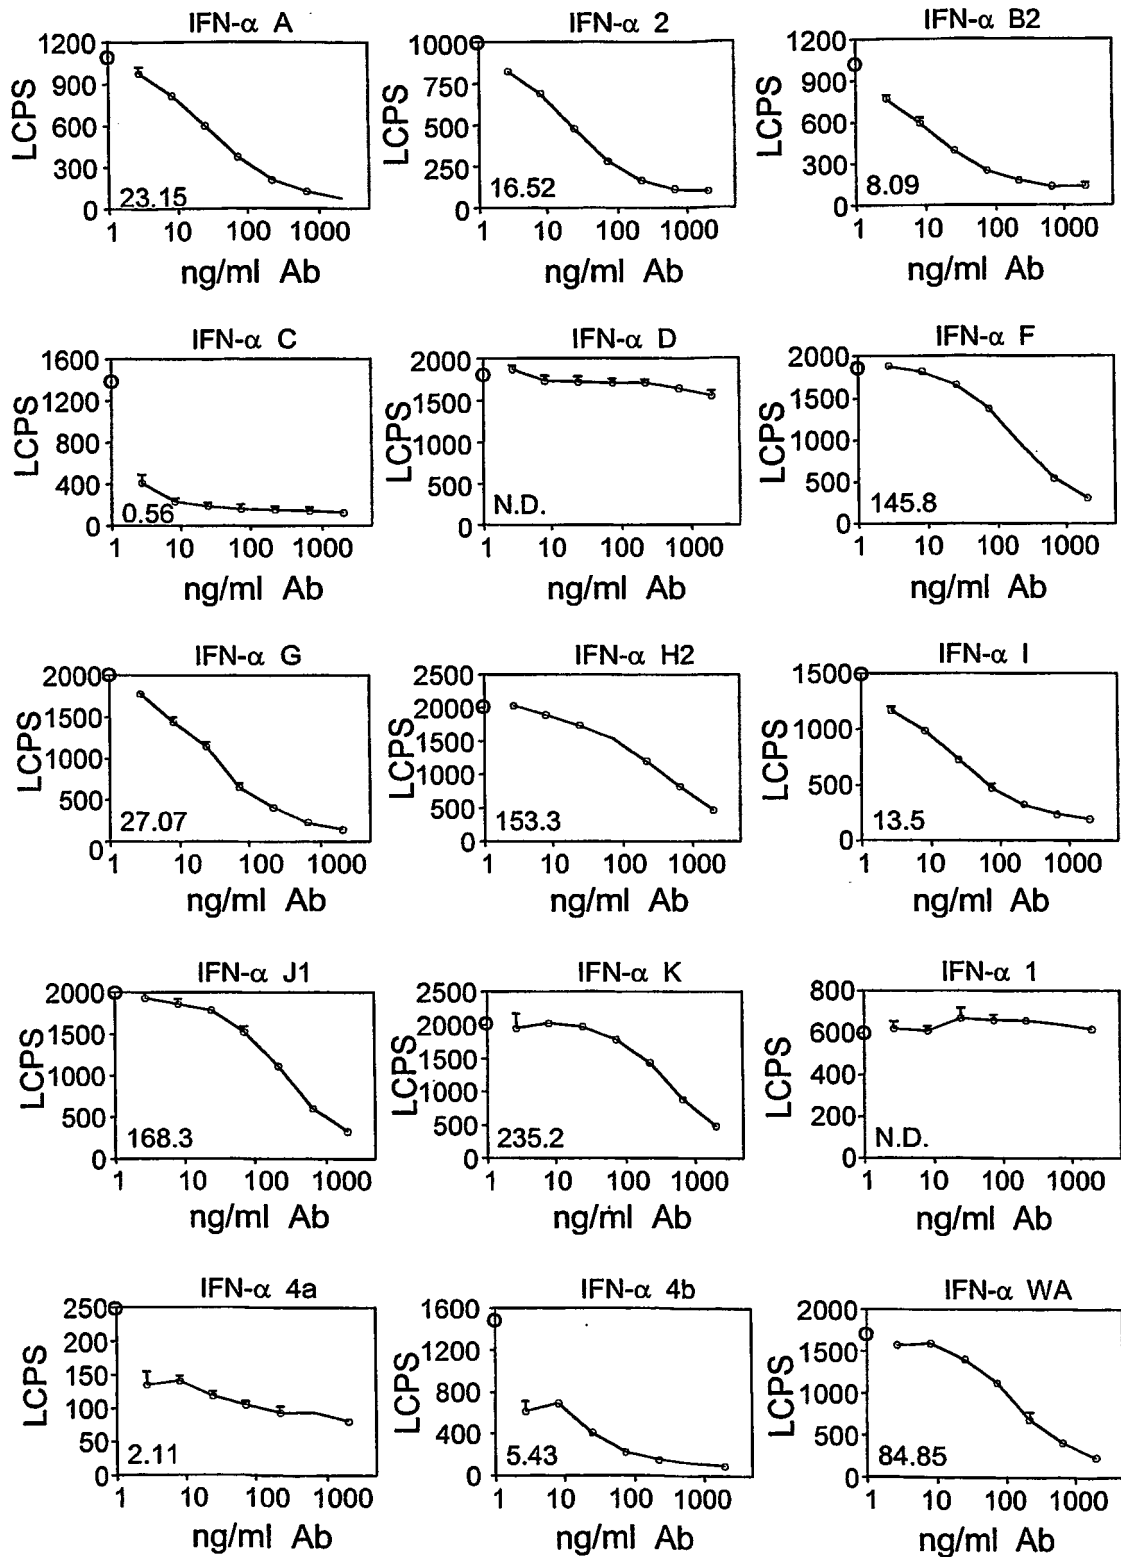 IFN-α A
1200
900
600
300
0
LCPS
23.15
1 10 100 1000
ng/ml Ab
IFN-α 2
1000
750
500
250
0
LCPS
16.52
1 10 100 1000
ng/ml Ab
IFN-α B2
1200
900
600
300
0
LCPS
8.09
1 10 100 1000
ng/ml Ab
IFN-α C
1600
1200
800
400
0
LCPS
0.56
1 10 100 1000
ng/ml Ab
IFN-α D
2000
1500
1000
500
0
LCPS
N.D.
1 10 100 1000
ng/ml Ab
IFN-α F
2000
1500
1000
500
0
LCPS
145.8
1 10 100 1000
ng/ml Ab
IFN-α G
2000
1500
1000
500
0
LCPS
27.07
1 10 100 1000
ng/ml Ab
IFN-α H2
2500
2000
1500
1000
500
0
LCPS
153.3
1 10 100 1000
ng/ml Ab
IFN-α I
1500
1000
500
0
LCPS
13.5
1 10 100 1000
ng/ml Ab
IFN-α J1
2000
1500
1000
500
0
LCPS
168.3
1 10 100 1000
ng/ml Ab
IFN-α K
2500
2000
1500
1000
500
0
LCPS
235.2
1 10 100 1000
ng/ml Ab
IFN-α 1
800
600
400
200
0
LCPS
N.D.
1 10 100 1000
ng/ml Ab
IFN-α 4a
250
200
150
100
50
0
LCPS
2.11
1 10 100 1000
ng/ml Ab
IFN-α 4b
1600
1200
800
400
0
LCPS
5.43
1 10 100 1000
ng/ml Ab
IFN-α WA
2000
1500
1000
500
0
LCPS
84.85
1 10 100 1000
ng/ml Ab